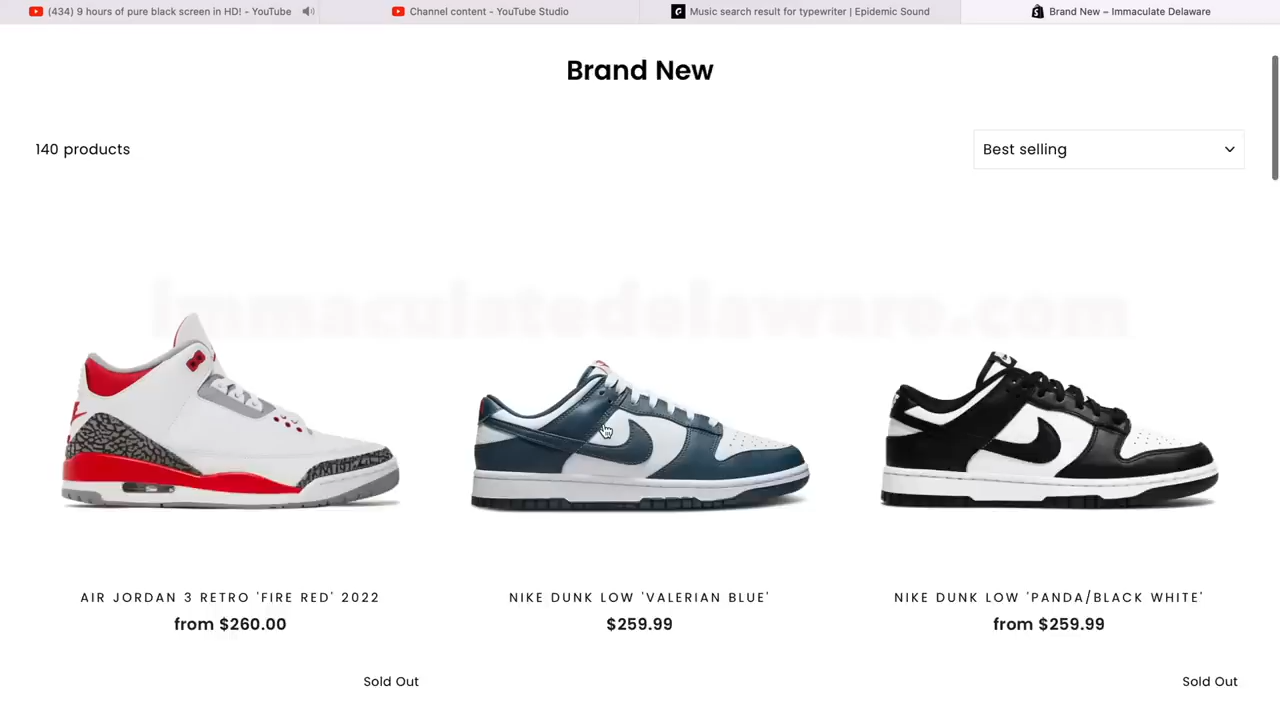 (434) 9 hours of pure black screen in HD! - YouTube
Channel content - YouTube Studio
Music search result for typewriter | Epidemic Sound
Brand New – Immaculate Delaware
Brand New
140 products
Best selling
immaculatedelaware.com
AIR JORDAN 3 RETRO 'FIRE RED' 2022
NIKE DUNK LOW 'VALERIAN BLUE'
NIKE DUNK LOW 'PANDA/BLACK WHITE'
from $260.00
$259.99
from $259.99
Sold Out
Sold Out